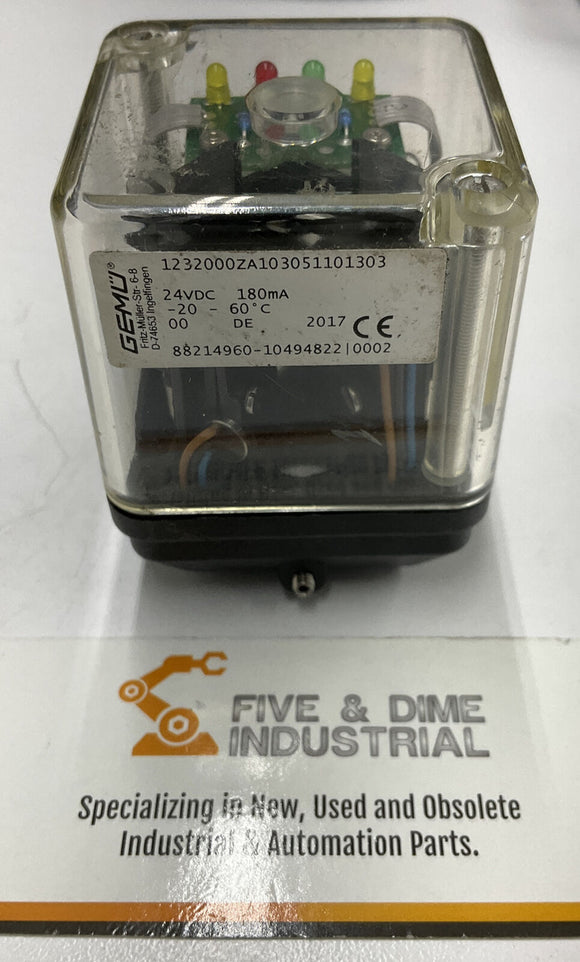 GEMÜ®
Fritz-Müller-Str. 6-8
D-74653 Ingelfingen
1232000ZA103051101303
24VDC 180mA
-20 - 60°C
00 DE 2017 CE
88214960-10494822|0002
FIVE & DIME
INDUSTRIAL
Specializing in New, Used and Obsolete
Industrial & Automation Parts.